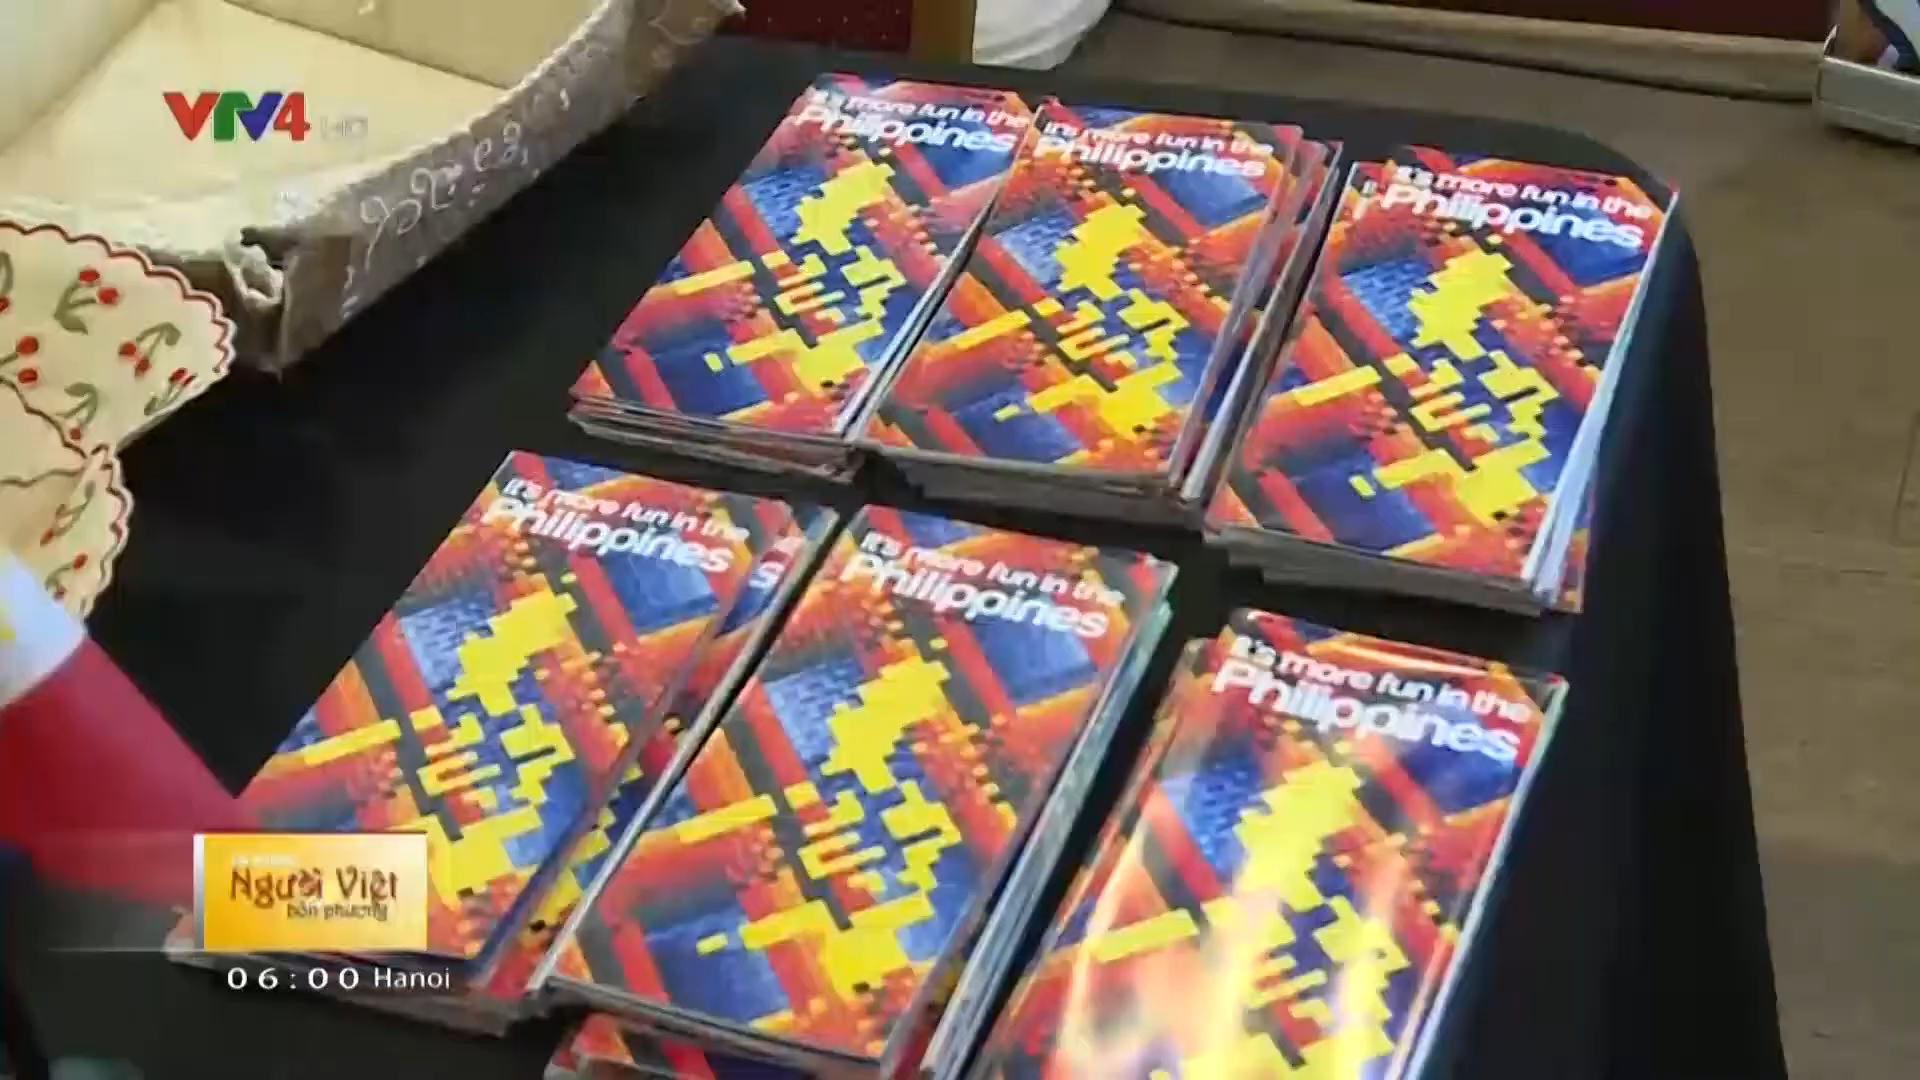 VTV4 HD
It's more fun in the
Philippines
It's more fun in the
Philippines
It's more fun in the
Philippines
It's more fun in the
Philippines
It's more fun in the
Philippines
It's more fun in the
Philippines
Người Việt
bốn phương
06:00 Hanoi